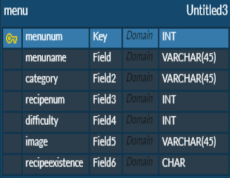 menu Untitled3
menunum Key Domain INT
menuname Field Domain VARCHAR(45)
category Field2 Domain VARCHAR(45)
recipenum Field3 Domain INT
difficulty Field4 Domain INT
image Field5 Domain VARCHAR(45)
recipeexistence Field6 Domain CHAR